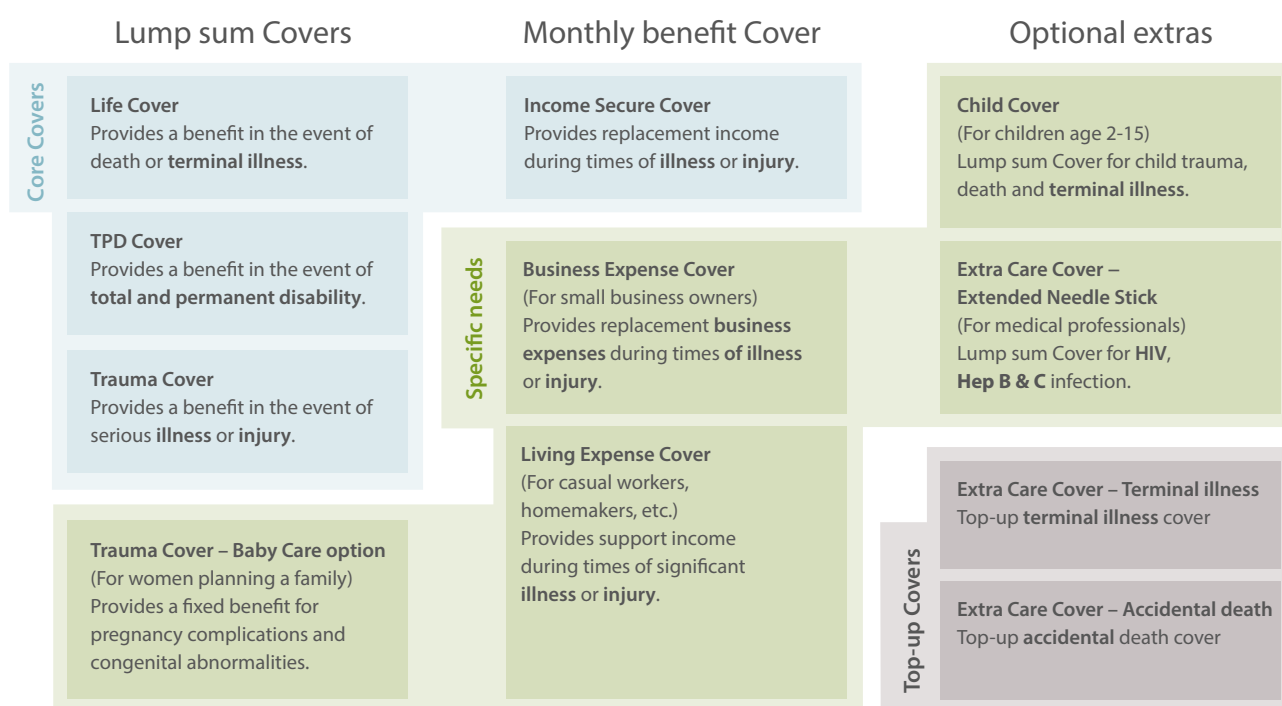 Lump sum Covers
Monthly benefit Cover
Optional extras
Core Covers
Life Cover
Provides a benefit in the event of
death or terminal illness.
TPD Cover
Provides a benefit in the event of
total and permanent disability.
Trauma Cover
Provides a benefit in the event of
serious illness or injury.
Trauma Cover – Baby Care option
(For women planning a family)
Provides a fixed benefit for
pregnancy complications and
congenital abnormalities.
Income Secure Cover
Provides replacement income
during times of illness or injury.
Specific needs
Business Expense Cover
(For small business owners)
Provides replacement business
expenses during times of illness
or injury.
Living Expense Cover
(For casual workers,
homemakers, etc.)
Provides support income
during times of significant
illness or injury.
Child Cover
(For children age 2-15)
Lump sum Cover for child trauma,
death and terminal illness.
Extra Care Cover –
Extended Needle Stick
(For medical professionals)
Lump sum Cover for HIV,
Hep B & C infection.
Top-up Covers
Extra Care Cover – Terminal illness
Top-up terminal illness cover
Extra Care Cover – Accidental death
Top-up accidental death cover